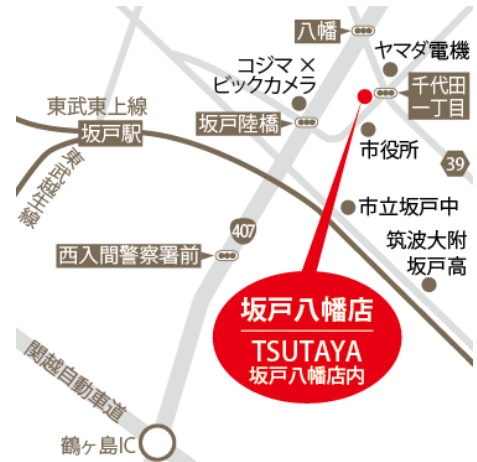 八幡
ヤマダ電機
コジマ×
ビックカメラ
千代田
一丁目
東武東上線
坂戸駅
坂戸陸橋
市役所
39
東武越生線
市立坂戸中
407
筑波大附
坂戸高
西入間警察署前
坂戸八幡店
TSUTAYA
坂戸八幡店内
関越自動車道
鶴ヶ島IC